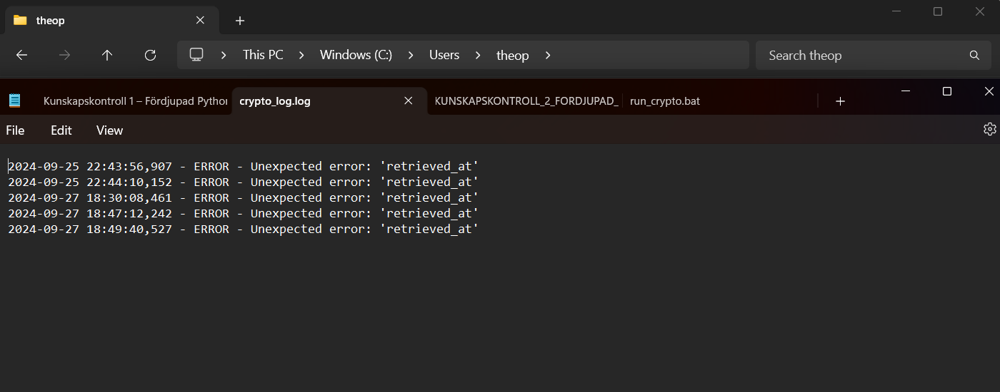 theop
This PC
Windows (C:)
Users
theop
Search theop
Kunskapskontroll 1 – Fördjupad Python
crypto_log.log
KUNSKAPSKONTROLL_2_FORDJUPAD_
run_crypto.bat
File
Edit
View
2024-09-25 22:43:56,907 - ERROR - Unexpected error: 'retrieved_at'
2024-09-25 22:44:10,152 - ERROR - Unexpected error: 'retrieved_at'
2024-09-27 18:30:08,461 - ERROR - Unexpected error: 'retrieved_at'
2024-09-27 18:47:12,242 - ERROR - Unexpected error: 'retrieved_at'
2024-09-27 18:49:40,527 - ERROR - Unexpected error: 'retrieved_at'